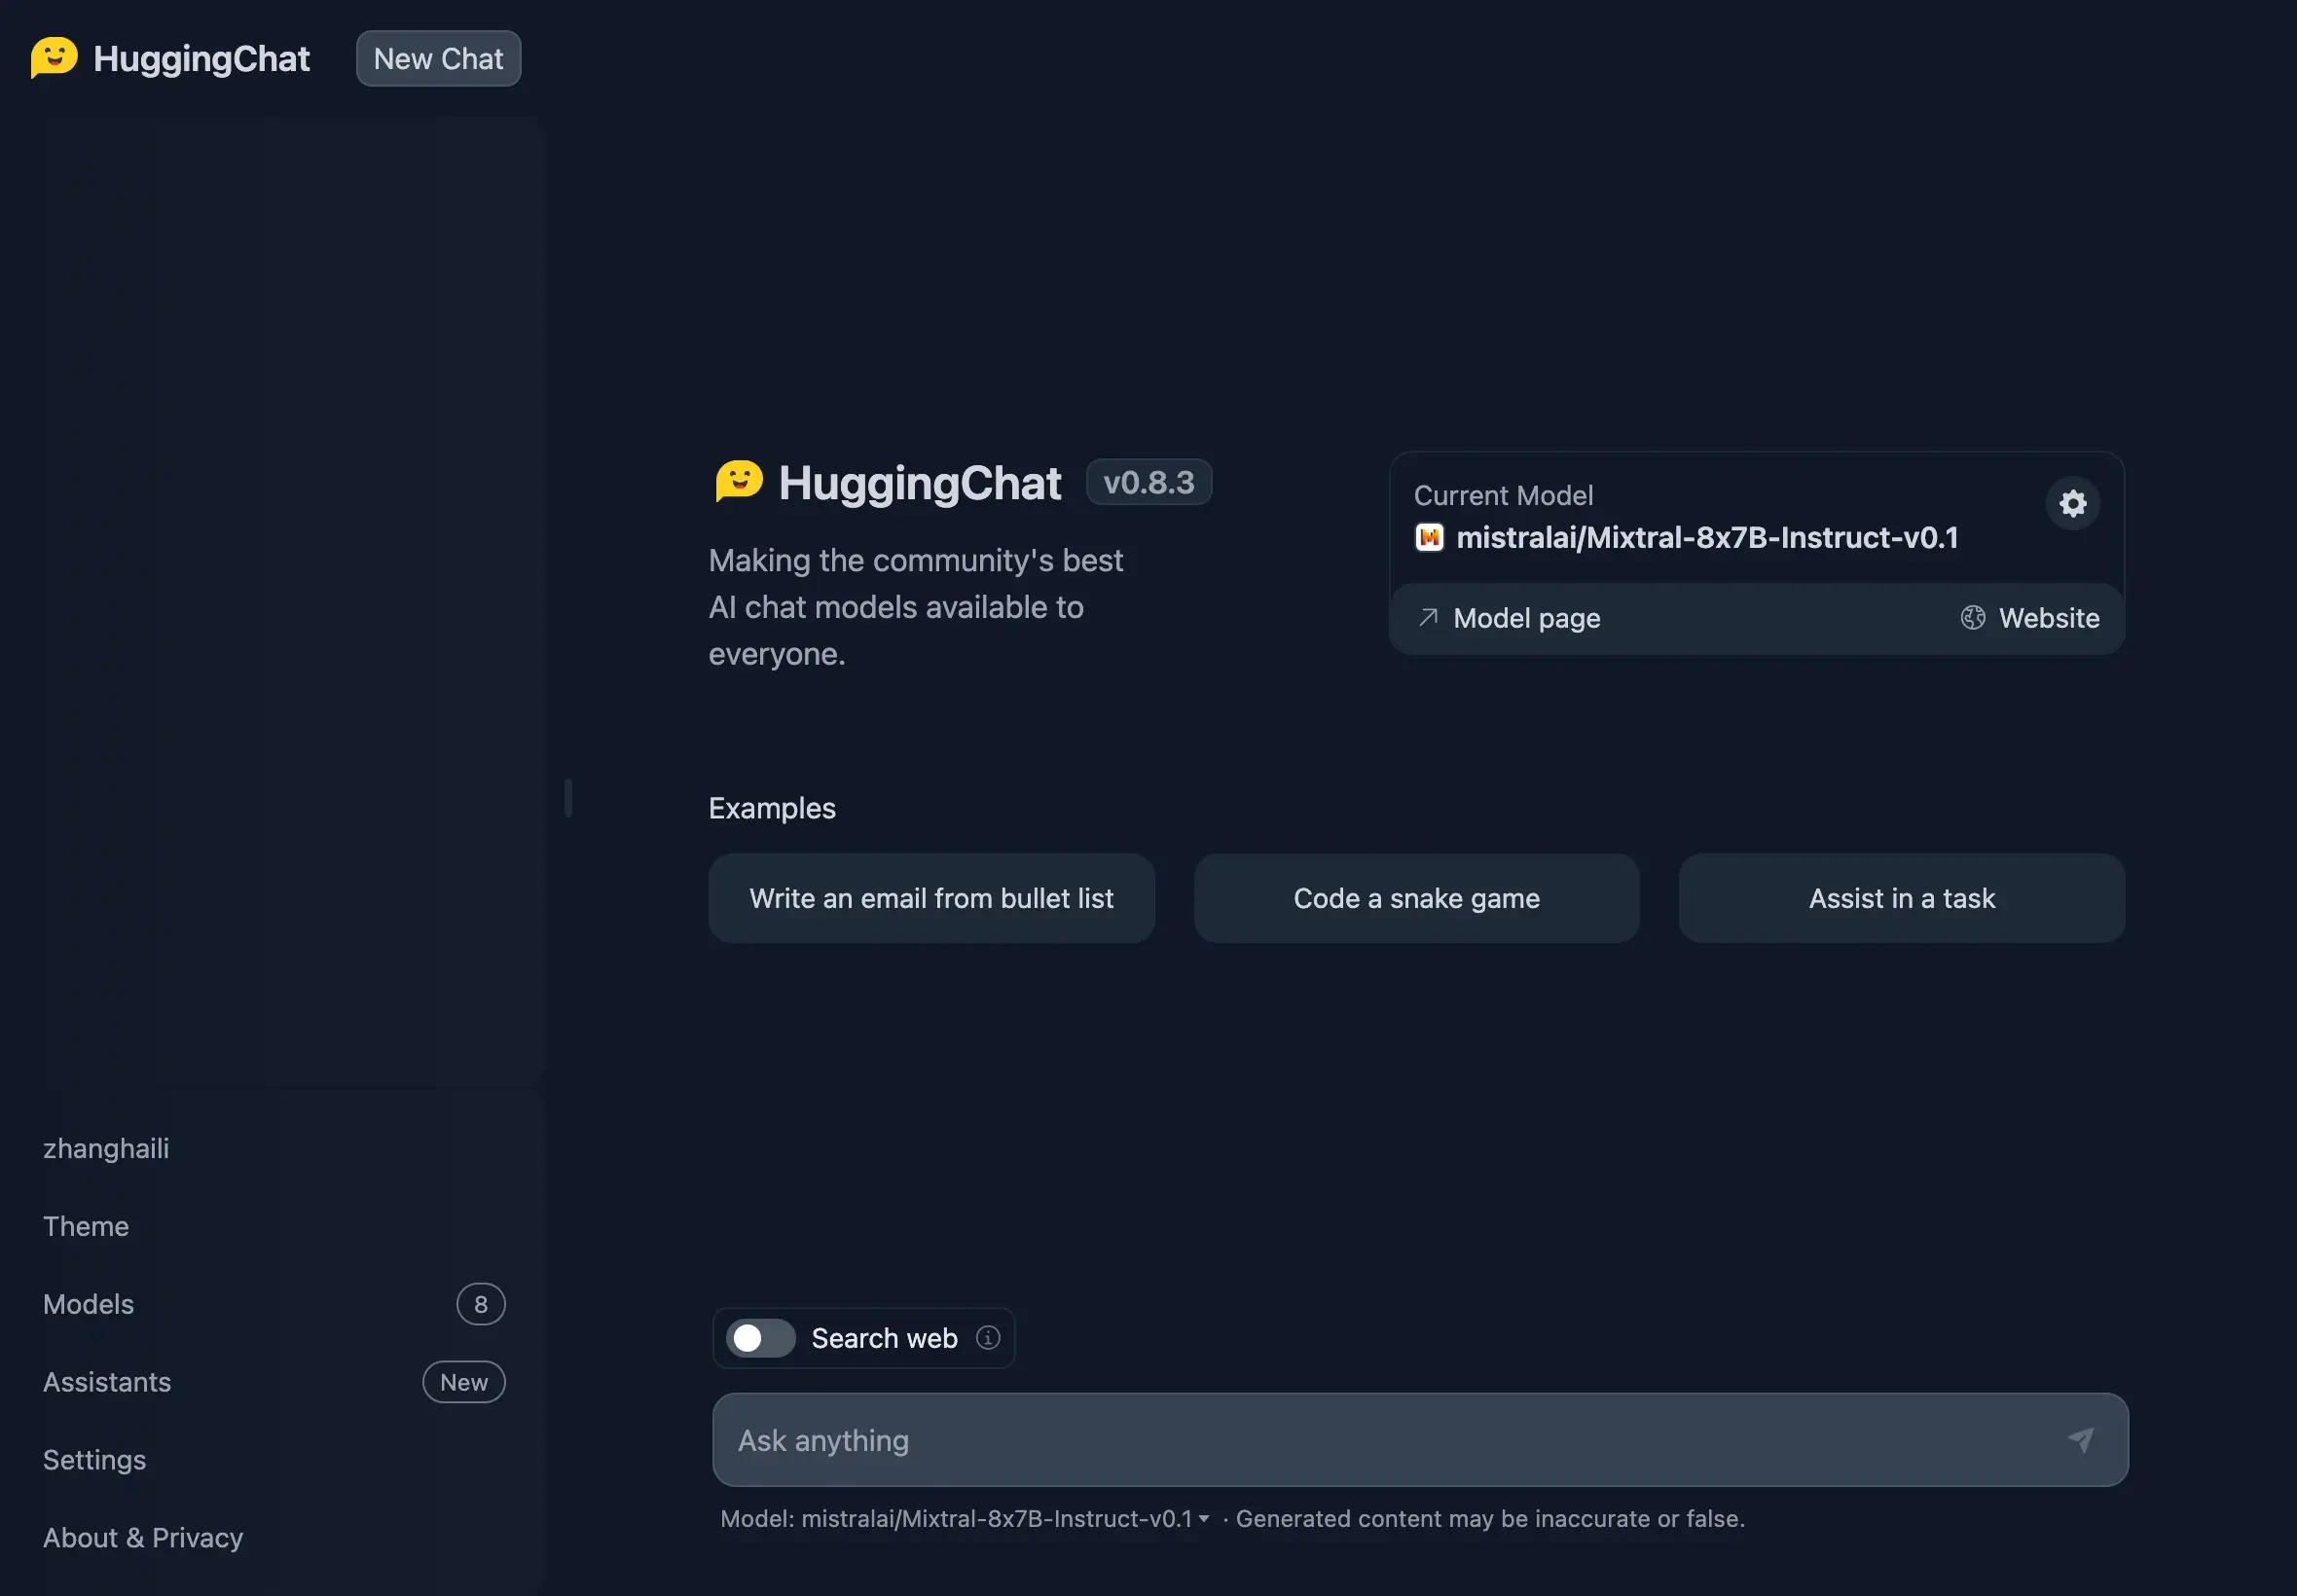 HuggingChat
New Chat
HuggingChat v0.8.3
Making the community's best
AI chat models available to
everyone.
Current Model
mistralai/Mixtral-8x7B-Instruct-v0.1
Model page
Website
Examples
Write an email from bullet list
Code a snake game
Assist in a task
zhanghaili
Theme
Models 8
Assistants New
Settings
About & Privacy
Search web
Ask anything
Model: mistralai/Mixtral-8x7B-Instruct-v0.1 · Generated content may be inaccurate or false.